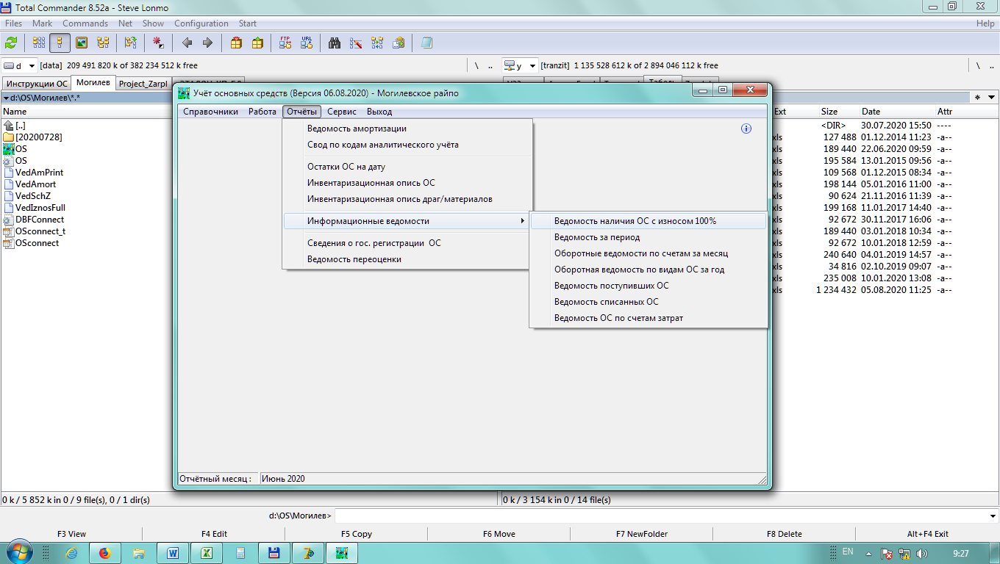 Total Commander 8.52a - Steve Lonmo
Files Mark Commands Net Show Configuration Start Help
FTP URL
d [data] 209 491 820 k of 382 234 512 k free \ .. y [tranzit] 1 135 528 612 k of 2 894 046 112 k free \ ..
Инструкции ОС Могилев Project_Zarpl
d:\OS\Могилев\*.* *
Name Ext Size Date Attr
[..] <DIR> 30.07.2020 15:50 ----
[20200728] xls 127 488 01.12.2014 11:23 -a--
OS xls 189 440 22.06.2020 09:59 -a--
OS xls 195 584 13.01.2015 09:56 -a--
VedAmPrint xls 109 568 01.12.2015 08:34 -a--
VedAmort xls 198 144 05.01.2016 11:00 -a--
VedSchZ xls 90 624 21.11.2016 11:39 -a--
VedIznosFull xls 199 168 11.01.2017 14:40 -a--
DBFConnect xls 92 672 30.11.2017 16:06 -a--
OSconnect_t xls 189 440 03.01.2018 10:34 -a--
OSconnect xls 92 672 10.01.2018 12:59 -a--
xls 240 640 04.01.2019 14:57 -a--
xls 34 816 02.10.2019 09:07 -a--
xls 235 008 10.01.2020 13:08 -a--
xls 1 234 432 05.08.2020 11:25 -a--
Учёт основных средств (Версия 06.08.2020) - Могилевское райпо
Справочники Работа Отчёты Сервис Выход
Ведомость амортизации
Свод по кодам аналитического учёта
Остатки ОС на дату
Инвентаризационная опись ОС
Инвентаризационная опись драг/материалов
Информационные ведомости
Сведения о гос. регистрации ОС
Ведомость переоценки
Ведомость наличия ОС с износом 100%
Ведомость за период
Оборотные ведомости по счетам за месяц
Оборотная ведомость по видам ОС за год
Ведомость поступивших ОС
Ведомость списанных ОС
Ведомость ОС по счетам затрат
Отчётный месяц : Июнь 2020
0 k / 5 852 k in 0 / 9 file(s), 0 / 1 dir(s) 0 k / 3 154 k in 0 / 14 file(s)
d:\OS\Могилев>
F3 View F4 Edit F5 Copy F6 Move F7 NewFolder F8 Delete Alt+F4 Exit
EN 9:27